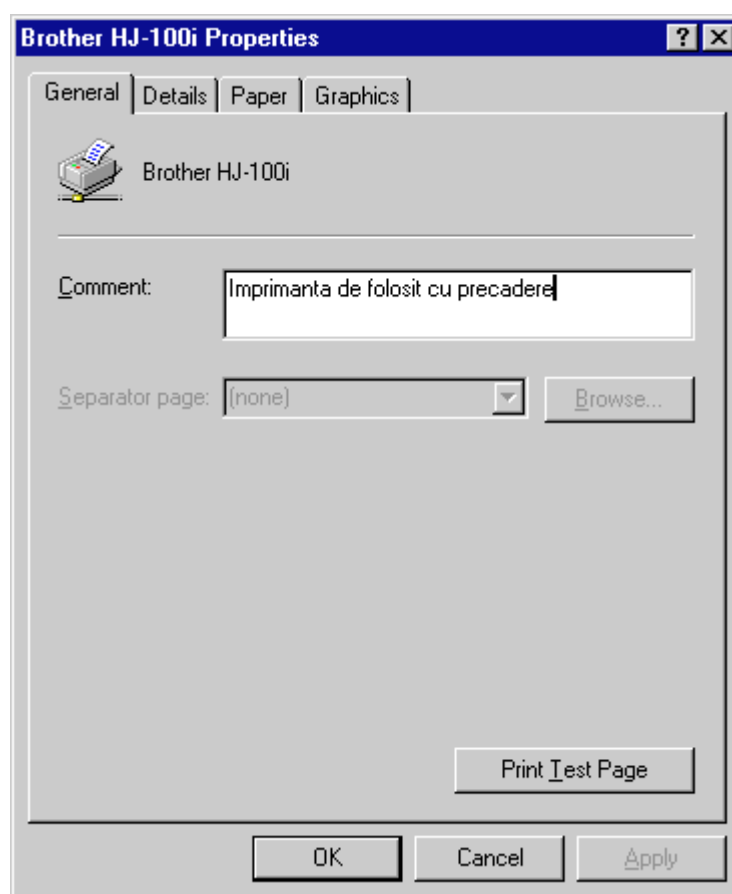 Brother HJ-100i Properties
General Details Paper Graphics
Brother HJ-100i
Comment: Imprimanta de folosit cu precadere
Separator page: (none) Browse...
Print Test Page
OK Cancel Apply